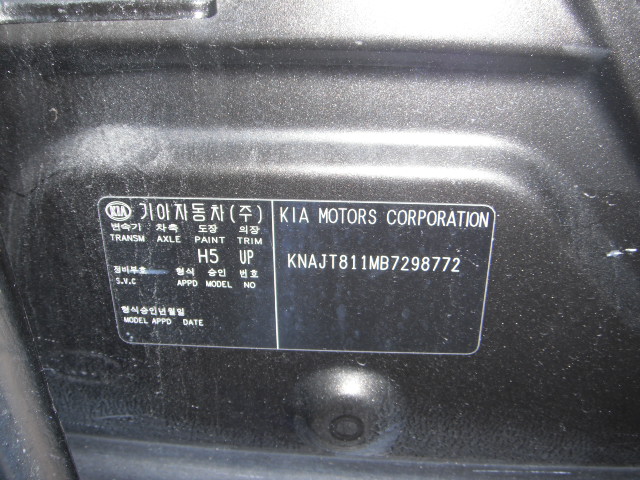 KIA 기아자동차(주)
변속기 차축 도장 의장
TRANSM AXLE PAINT TRIM
H5 UP
정비부호 형식 승인 번호
S.V.C APPD MODEL NO
형식승인년월일
MODEL APPD DATE
KIA MOTORS CORPORATION
KNAJT811MB7298772